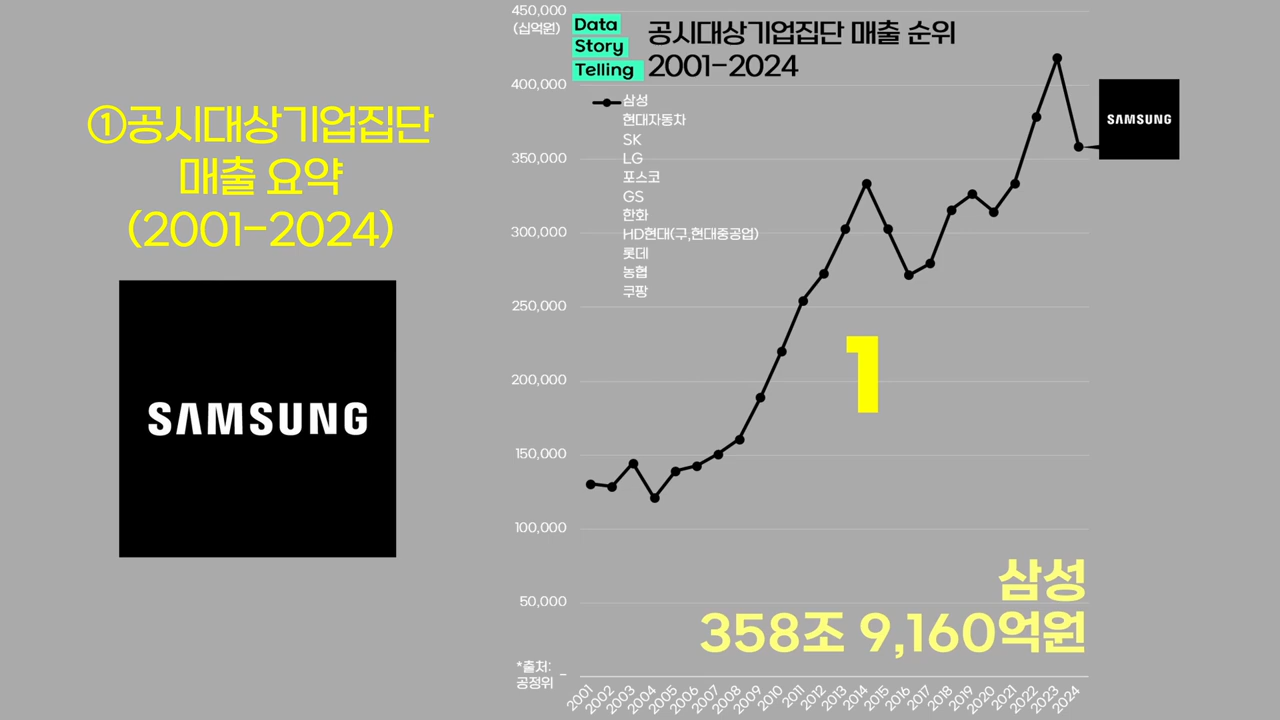 ①공시대상기업집단
매출 요약
(2001-2024)
SAMSUNG
Data
Story
Telling
공시대상기업집단 매출 순위
2001-2024
450,000
(십억원)
400,000
350,000
300,000
250,000
200,000
150,000
100,000
50,000
-
*출처:
공정위
삼성
현대자동차
SK
LG
포스코
GS
한화
HD현대(구,현대중공업)
롯데
농협
쿠팡
SAMSUNG
1
삼성
358조 9,160억원
2001 2002 2003 2004 2005 2006 2007 2008 2009 2010 2011 2012 2013 2014 2015 2016 2017 2018 2019 2020 2021 2022 2023 2024